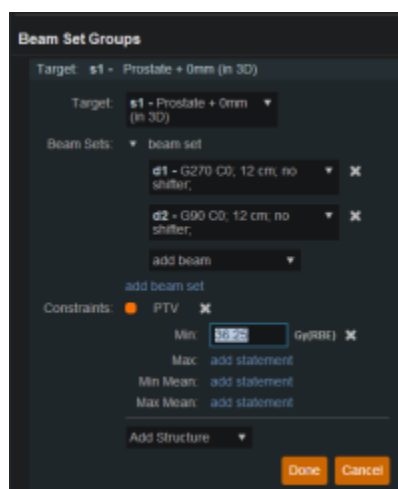 Beam Set Groups
Target: s1 - Prostate + 0mm (in 3D)
Target: s1 - Prostate + 0mm
(in 3D)
Beam Sets: beam set
d1 - G270 C0; 12 cm; no
shifter;
d2 - G90 C0; 12 cm; no
shifter;
add beam
add beam set
Constraints: PTV
Min: 38.25 Gy(RBE)
Max: add statement
Min Mean: add statement
Max Mean: add statement
Add Structure
Done Cancel